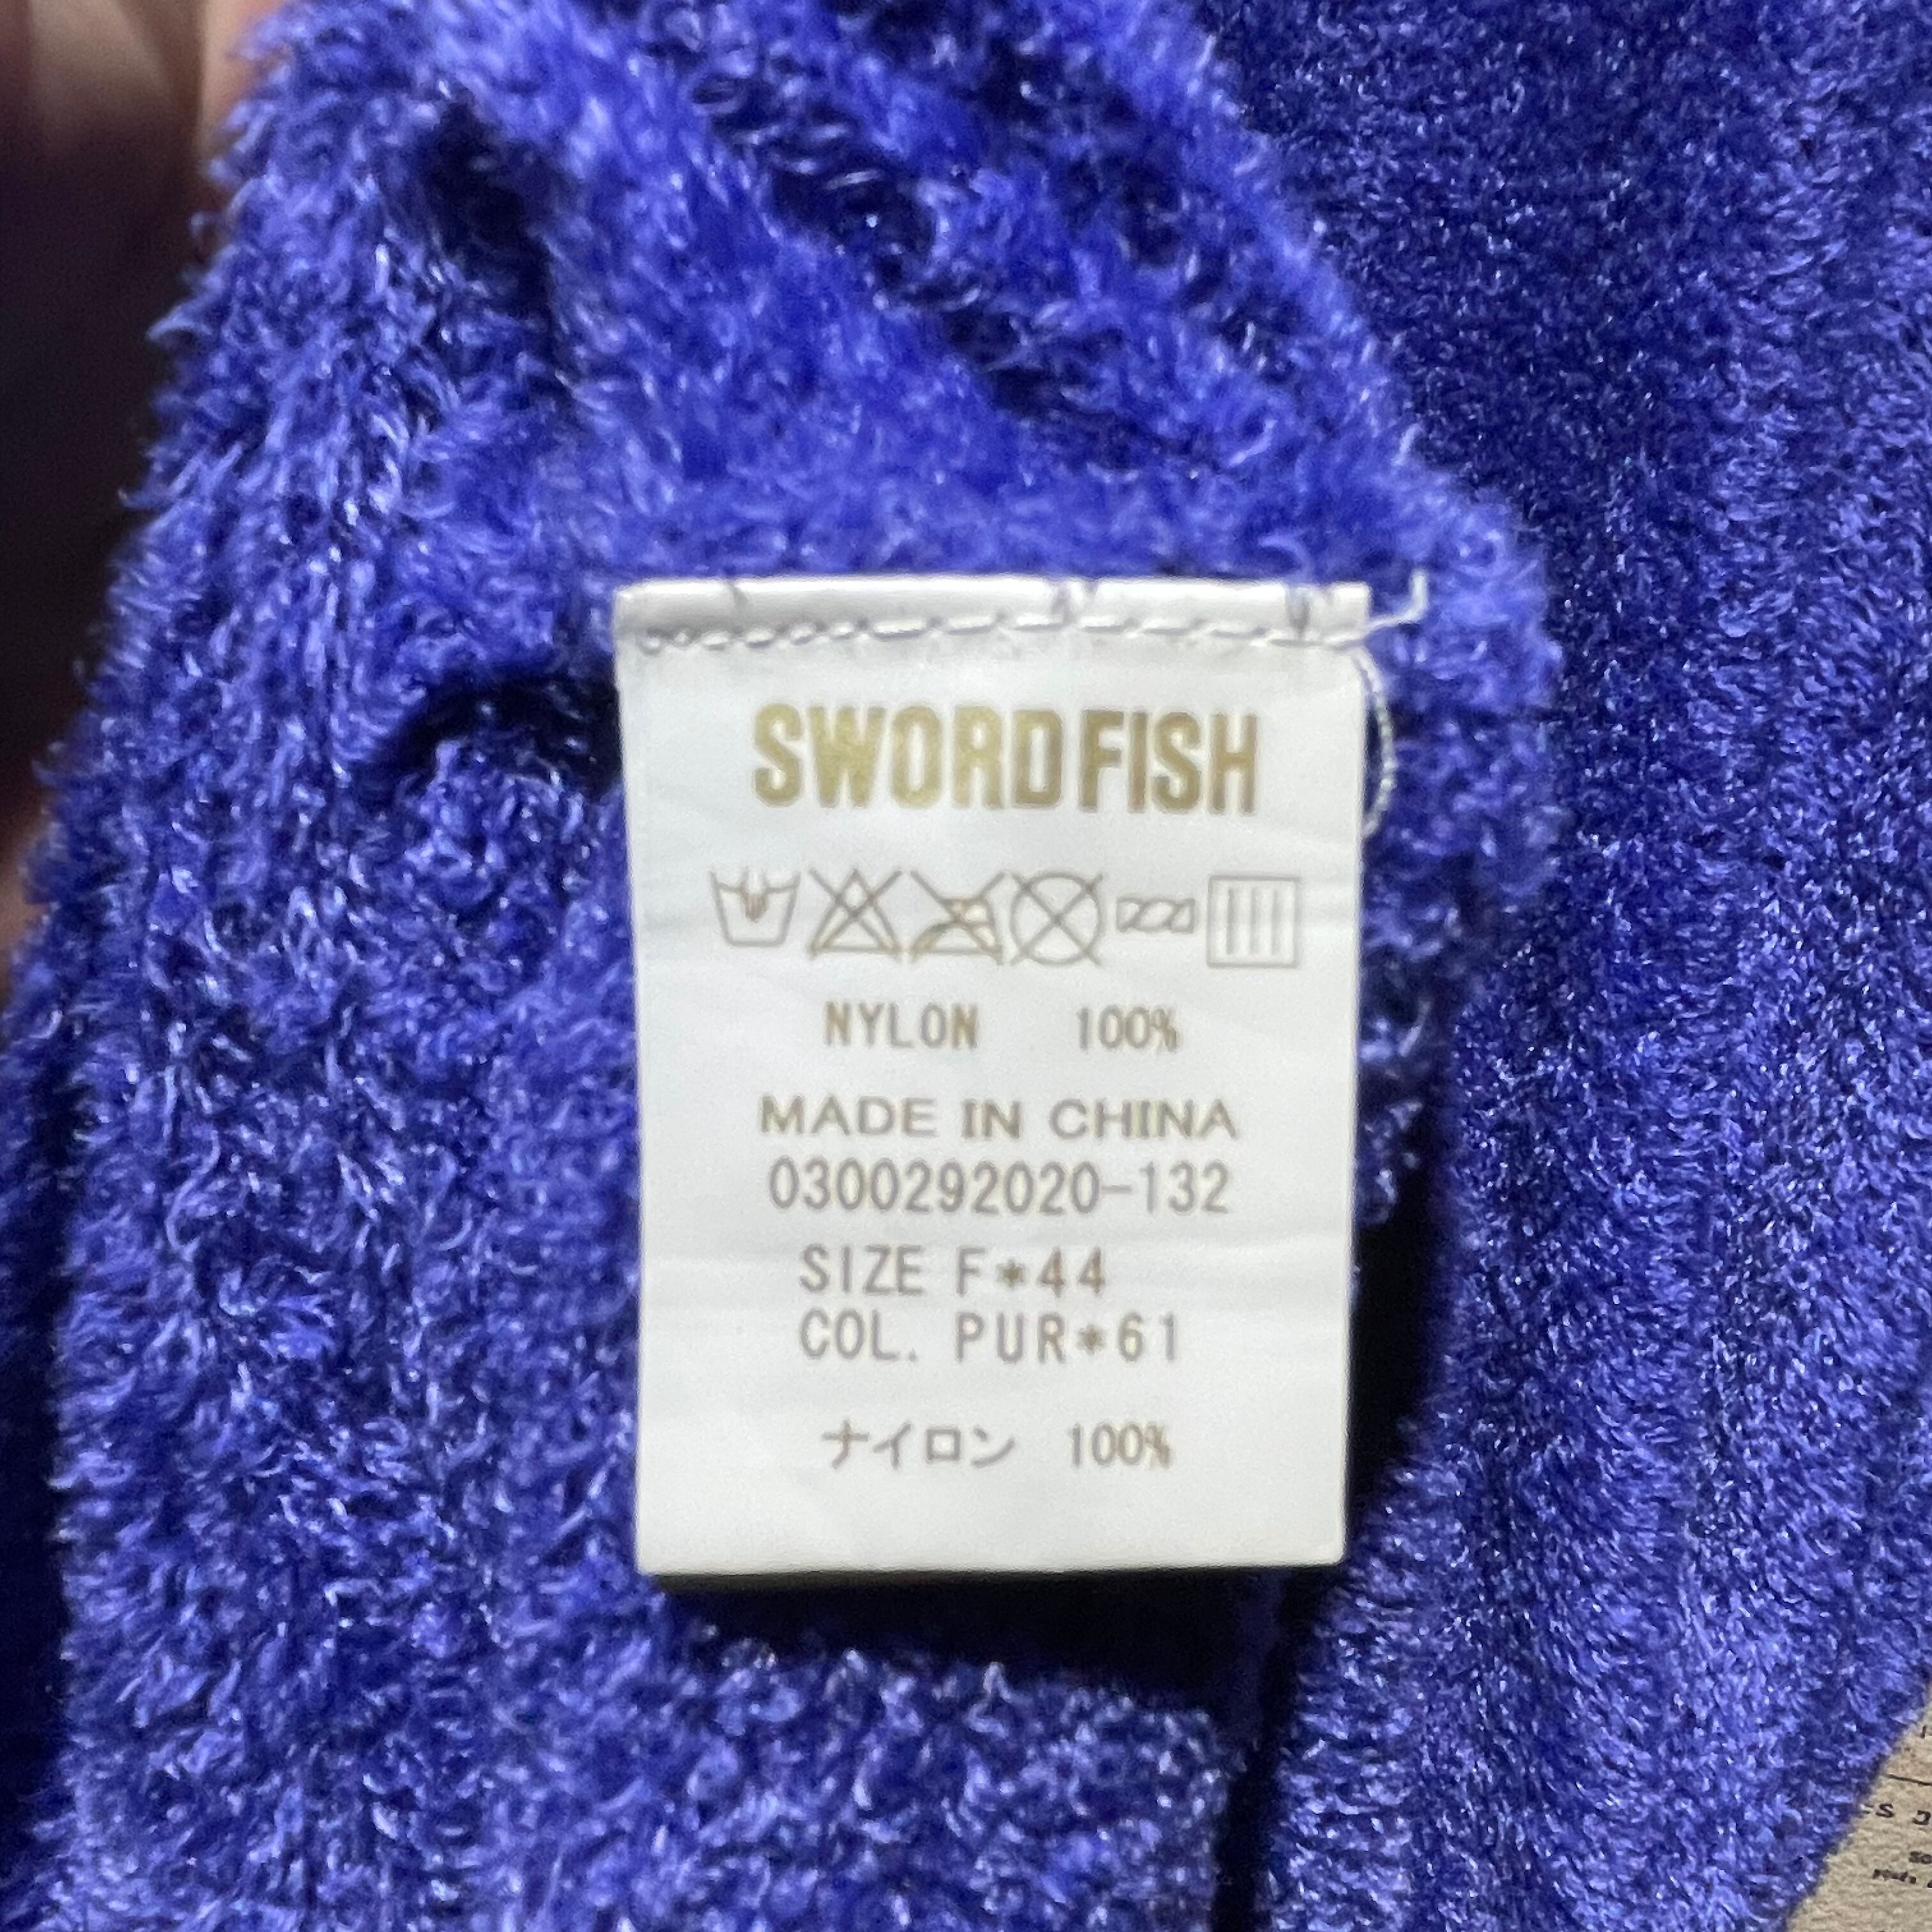 SWORDFISH
NYLON 100%
MADE IN CHINA
0300292020-132
SIZE F*44
COL. PUR*61
ナイロン 100%